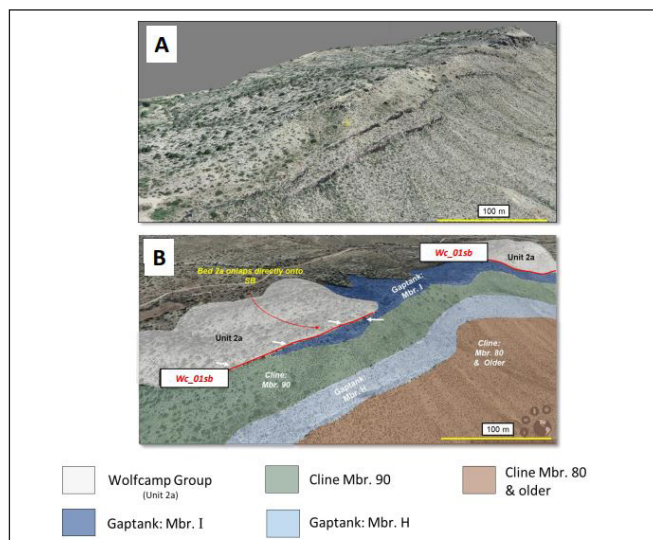 A
100 m
B
Wc_01sb
Unit 2a
Bed 2a onlaps directly onto
SB
Gaptank:
Mbr. I
Unit 2a
Wc_01sb
Cline:
Mbr. 90
Gaptank:
Mbr. H
Cline:
Mbr. 80
& Older
100 m
Wolfcamp Group
(Unit 2a)
Cline Mbr. 90
Cline Mbr. 80
& older
Gaptank: Mbr. I
Gaptank: Mbr. H